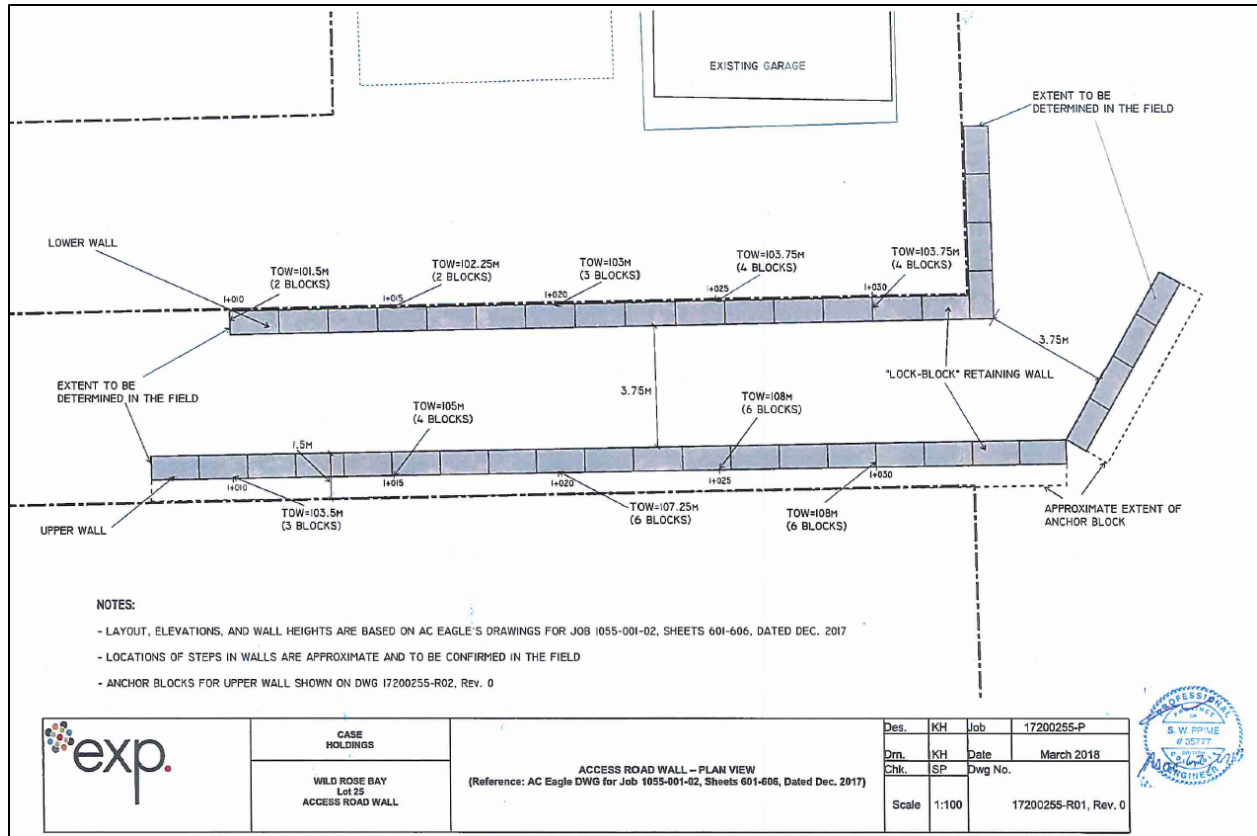 EXISTING GARAGE
EXTENT TO BE
DETERMINED IN THE FIELD
LOWER WALL
TOW=101.5M
(2 BLOCKS)
TOW=102.25M
(2 BLOCKS)
TOW=103M
(3 BLOCKS)
TOW=103.75M
(4 BLOCKS)
TOW=103.75M
(4 BLOCKS)
1+010
1+015
1+020
1+025
1+030
3.75M
EXTENT TO BE
DETERMINED IN THE FIELD
3.75M
"LOCK-BLOCK" RETAINING WALL
1.5M
TOW=105M
(4 BLOCKS)
TOW=108M
(6 BLOCKS)
1+010
1+015
1+020
1+025
1+030
UPPER WALL
TOW=103.5M
(3 BLOCKS)
TOW=107.25M
(6 BLOCKS)
TOW=108M
(6 BLOCKS)
APPROXIMATE EXTENT OF
ANCHOR BLOCK
NOTES:
- LAYOUT, ELEVATIONS, AND WALL HEIGHTS ARE BASED ON AC EAGLE'S DRAWINGS FOR JOB 1055-001-02, SHEETS 601-606, DATED DEC. 2017
- LOCATIONS OF STEPS IN WALLS ARE APPROXIMATE AND TO BE CONFIRMED IN THE FIELD
- ANCHOR BLOCKS FOR UPPER WALL SHOWN ON DWG 17200255-R02, Rev. 0
exp.
CASE
HOLDINGS
WILD ROSE BAY
Lot 25
ACCESS ROAD WALL
ACCESS ROAD WALL – PLAN VIEW
(Reference: AC Eagle DWG for Job 1055-001-02, Sheets 601-606, Dated Dec. 2017)
Des. KH Job 17200255-P
Drn. KH Date March 2018
Chk. SP Dwg No.
Scale 1:100 17200255-R01, Rev. 0
PROFESSIONAL
PROVINCE
OF
S. W. PRIME
# 35777
ENGINEER